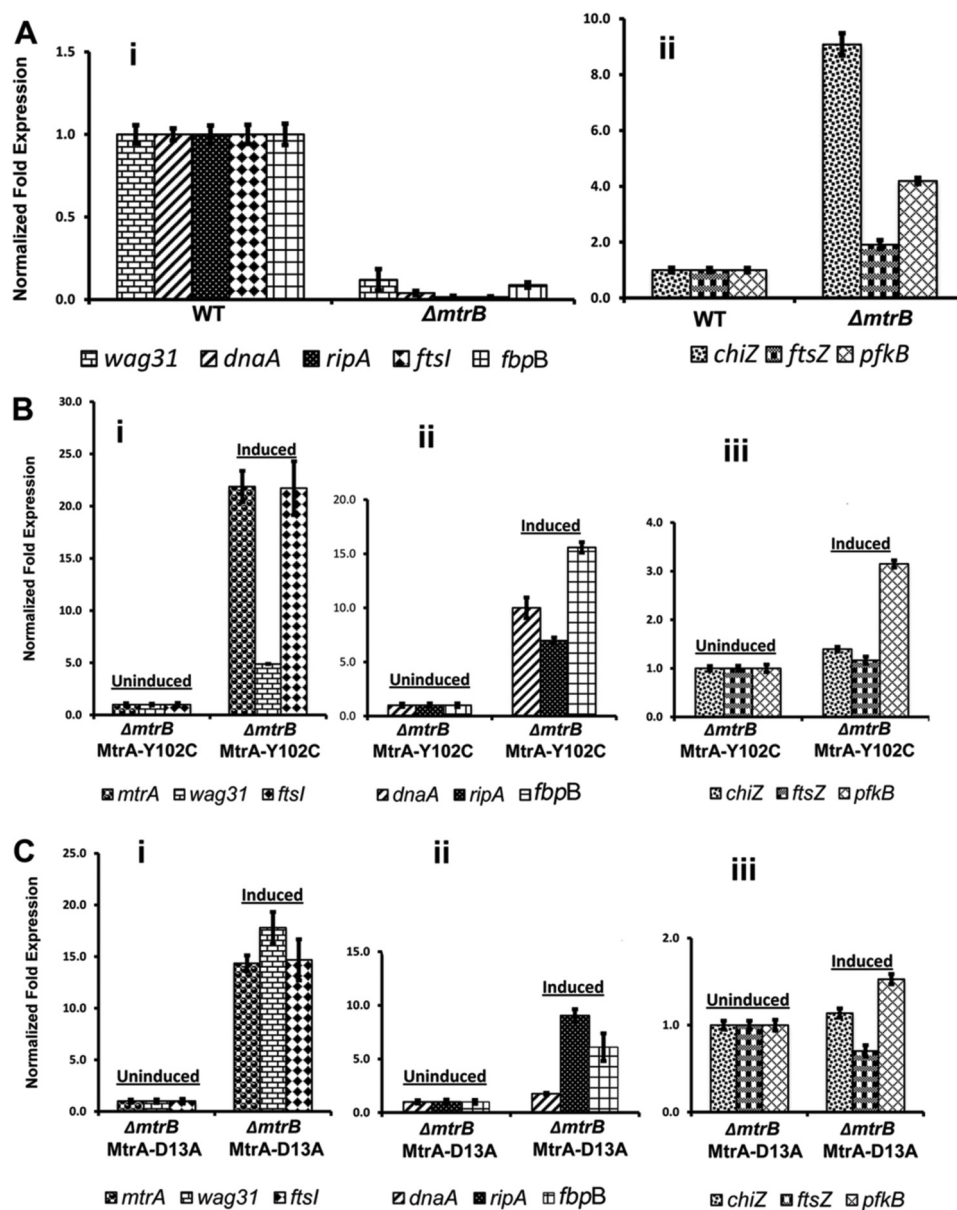 A
i
ii
Normalized Fold Expression
1.5
1.0
0.5
0.0
WT
ΔmtrB
wag31 dnaA ripA ftsI fbpB
10.0
8.0
6.0
4.0
2.0
0.0
WT
ΔmtrB
chiZ ftsZ pfkB
B
i
ii
iii
Normalized Fold Expression
30.0
25.0
20.0
15.0
10.0
5.0
0.0
Uninduced
Induced
ΔmtrB ΔmtrB
MtrA-Y102C MtrA-Y102C
mtrA wag31 ftsI
20.0
15.0
10.0
5.0
0.0
Uninduced
Induced
ΔmtrB ΔmtrB
MtrA-Y102C MtrA-Y102C
dnaA ripA fbpB
4.0
3.0
2.0
1.0
0.0
Uninduced
Induced
ΔmtrB ΔmtrB
MtrA-Y102C MtrA-Y102C
chiZ ftsZ pfkB
C
i
ii
iii
Normalized Fold Expression
25.0
20.0
15.0
10.0
5.0
0.0
Uninduced
Induced
ΔmtrB ΔmtrB
MtrA-D13A MtrA-D13A
mtrA wag31 ftsI
15.0
10.0
5.0
0.0
Uninduced
Induced
ΔmtrB ΔmtrB
MtrA-D13A MtrA-D13A
dnaA ripA fbpB
2.0
1.0
0.0
Uninduced
Induced
ΔmtrB ΔmtrB
MtrA-D13A MtrA-D13A
chiZ ftsZ pfkB